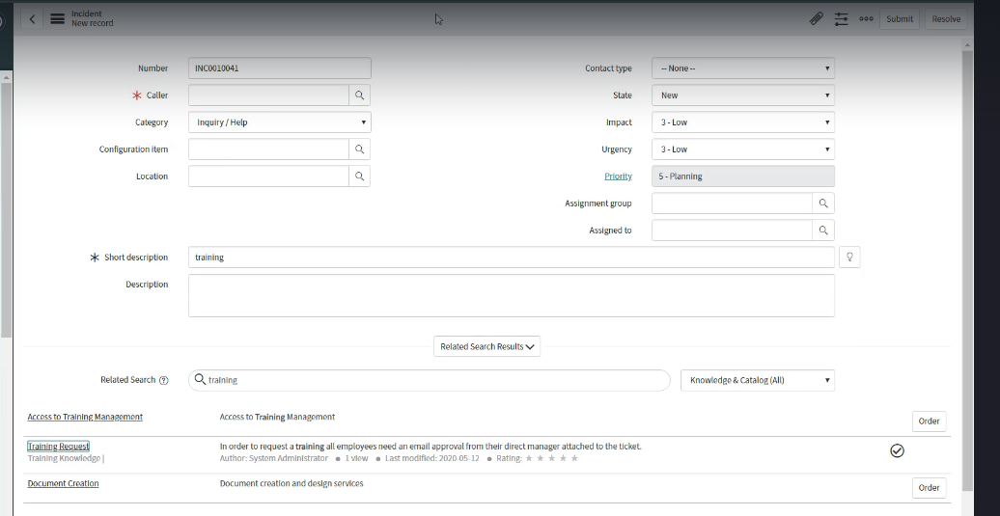 Incident
New record
Submit
Resolve
Number
INC0010041
Contact type
-- None --
Caller
State
New
Category
Inquiry / Help
Impact
3 - Low
Configuration item
Urgency
3 - Low
Location
Priority
5 - Planning
Assignment group
Assigned to
Short description
training
Description
Related Search Results
Related Search
training
Knowledge & Catalog (All)
Access to Training Management
Access to Training Management
Order
Training Request
In order to request a training all employees need an email approval from their direct manager attached to the ticket.
Training Knowledge |
Author: System Administrator ● 1 view ● Last modified: 2020-05-12 ● Rating: ★ ★ ★ ★ ★
Document Creation
Document creation and design services
Order